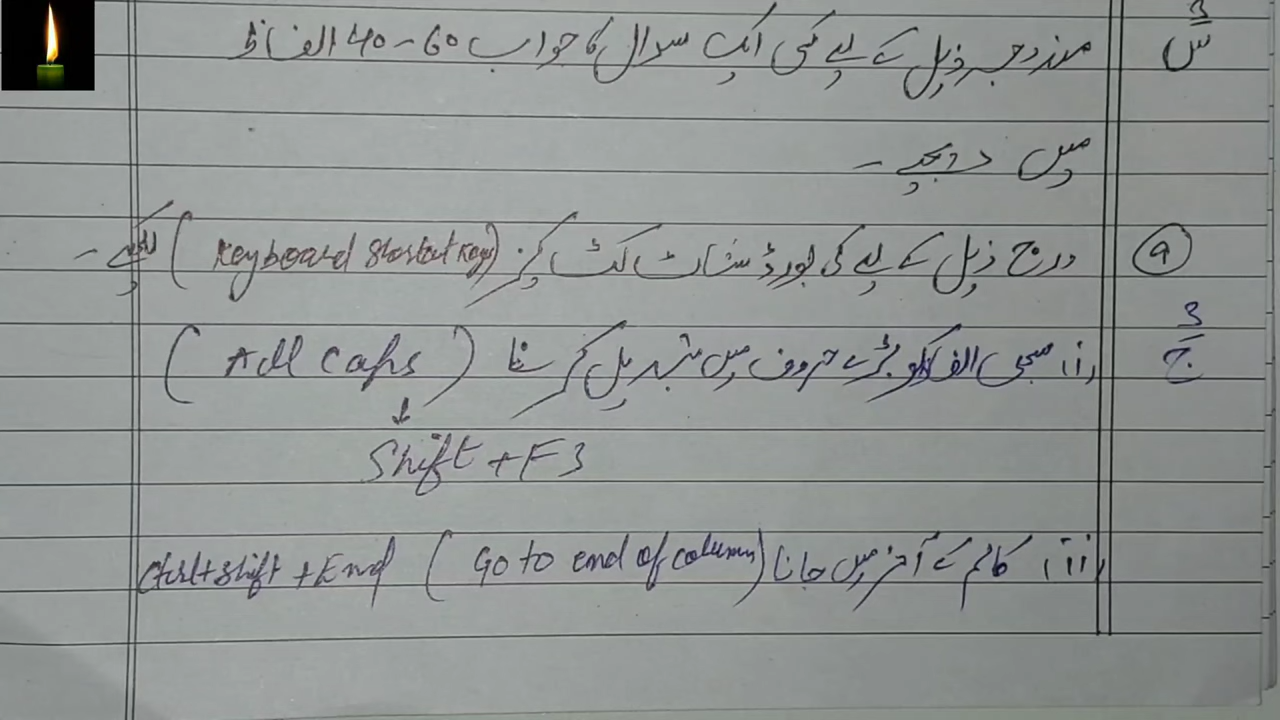 س 3 مندرجہ ذیل کے لیے کسی ایک سوال کا جواب 60-40 الفاظ
میں دیجیے -
(a) درج ذیل کے لیے کی بورڈ شارٹ کٹ کیز (Keyboard Shortcut Keys) لکھیے -
ج 3 (i) سبھی الفاظ کو بڑے حروف میں تبدیل کرنا (All Caps)
↓
Shift + F3
(ii) کالم کے آخر میں جانا (Go to end of column) Ctrl+Shift+End